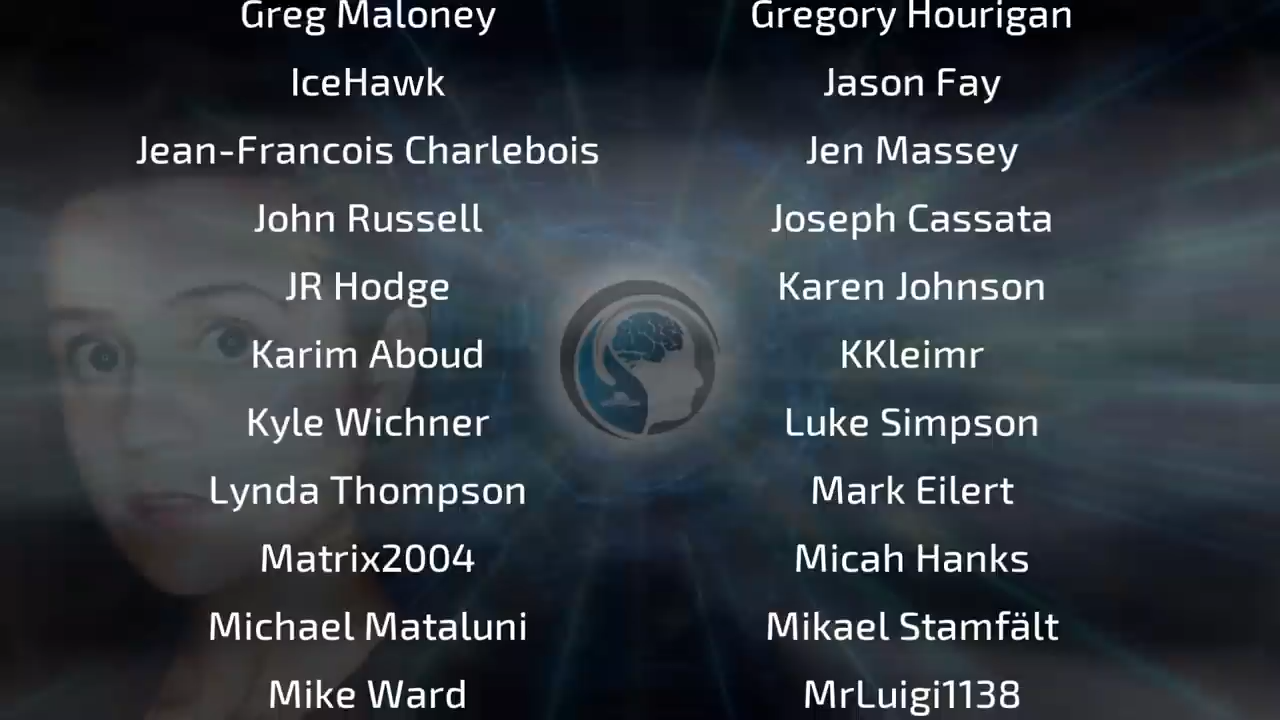 Greg Maloney Gregory Hourigan
IceHawk Jason Fay
Jean-Francois Charlebois Jen Massey
John Russell Joseph Cassata
JR Hodge Karen Johnson
Karim Aboud KKleimr
Kyle Wichner Luke Simpson
Lynda Thompson Mark Eilert
Matrix2004 Micah Hanks
Michael Mataluni Mikael Stamfält
Mike Ward MrLuigi1138